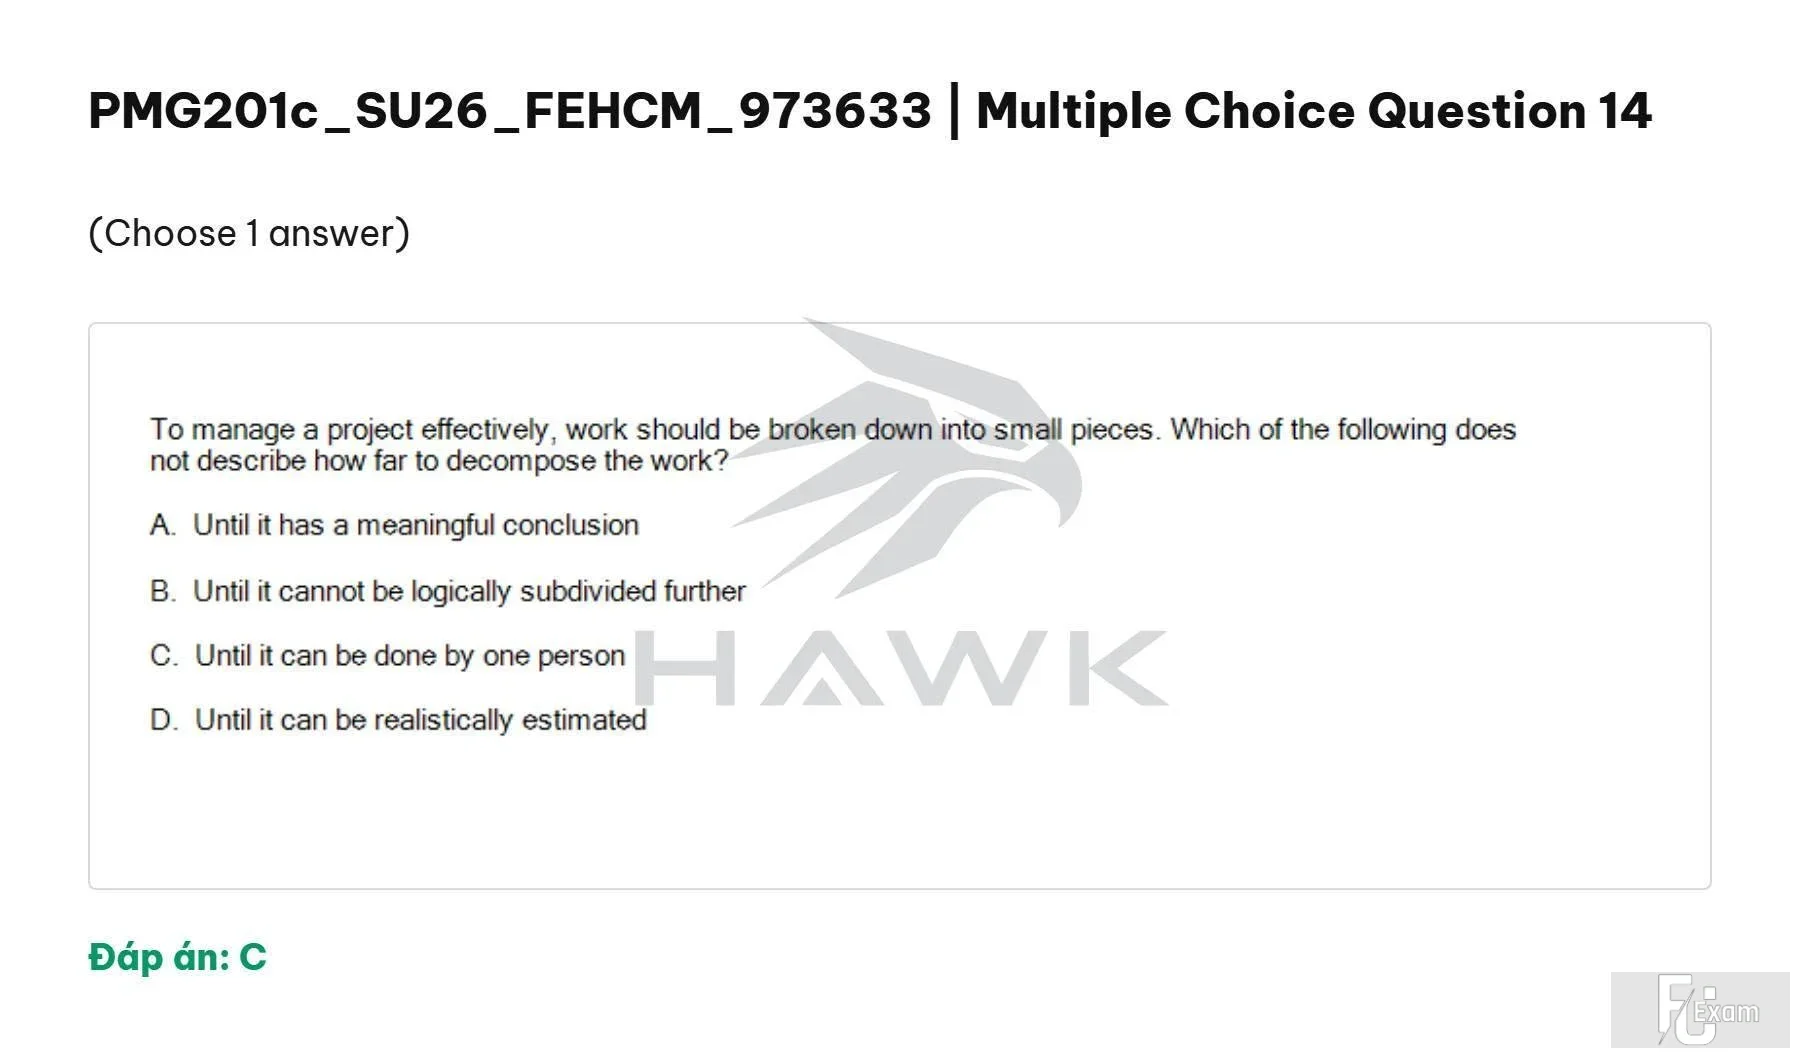 PMG201c_SU26_FEHCM_973633 | Multiple Choice Question 14
(Choose 1 answer)
To manage a project effectively, work should be broken down into small pieces. Which of the following does
not describe how far to decompose the work?
A. Until it has a meaningful conclusion
B. Until it cannot be logically subdivided further
C. Until it can be done by one person
D. Until it can be realistically estimated
HAWK
Đáp án: C
FU Exam